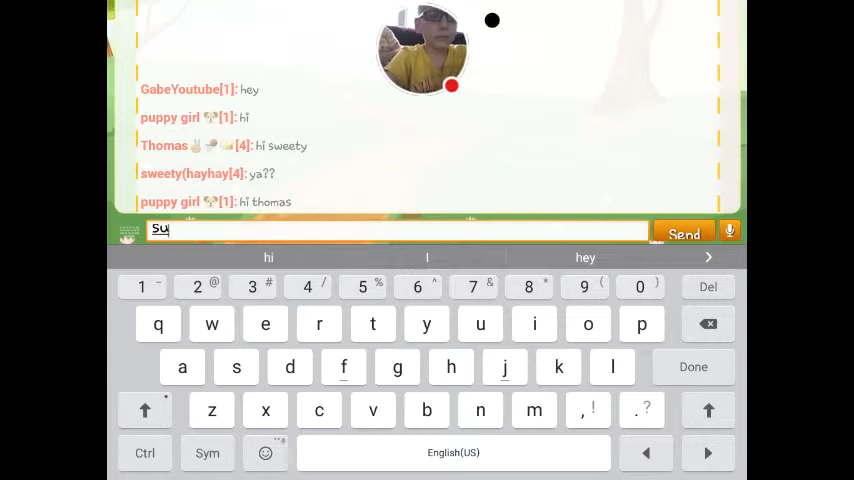 GabeYoutube[1]: hey
puppy girl 🐶[1]: hi
Thomas✌🏻🏓🎾[4]: hi sweety
sweety(hayhay[4]: ya??
puppy girl 🐶[1]: hi thomas
su Send
hi I hey >
1 - 2 @ 3 # 4 / 5 % 6 ^ 7 & 8 * 9 ( 0 ) Del
q w e r t y u i o p
a s d f g h j k l Done
z x c v b n m , ! . ?
Ctrl Sym English(US)